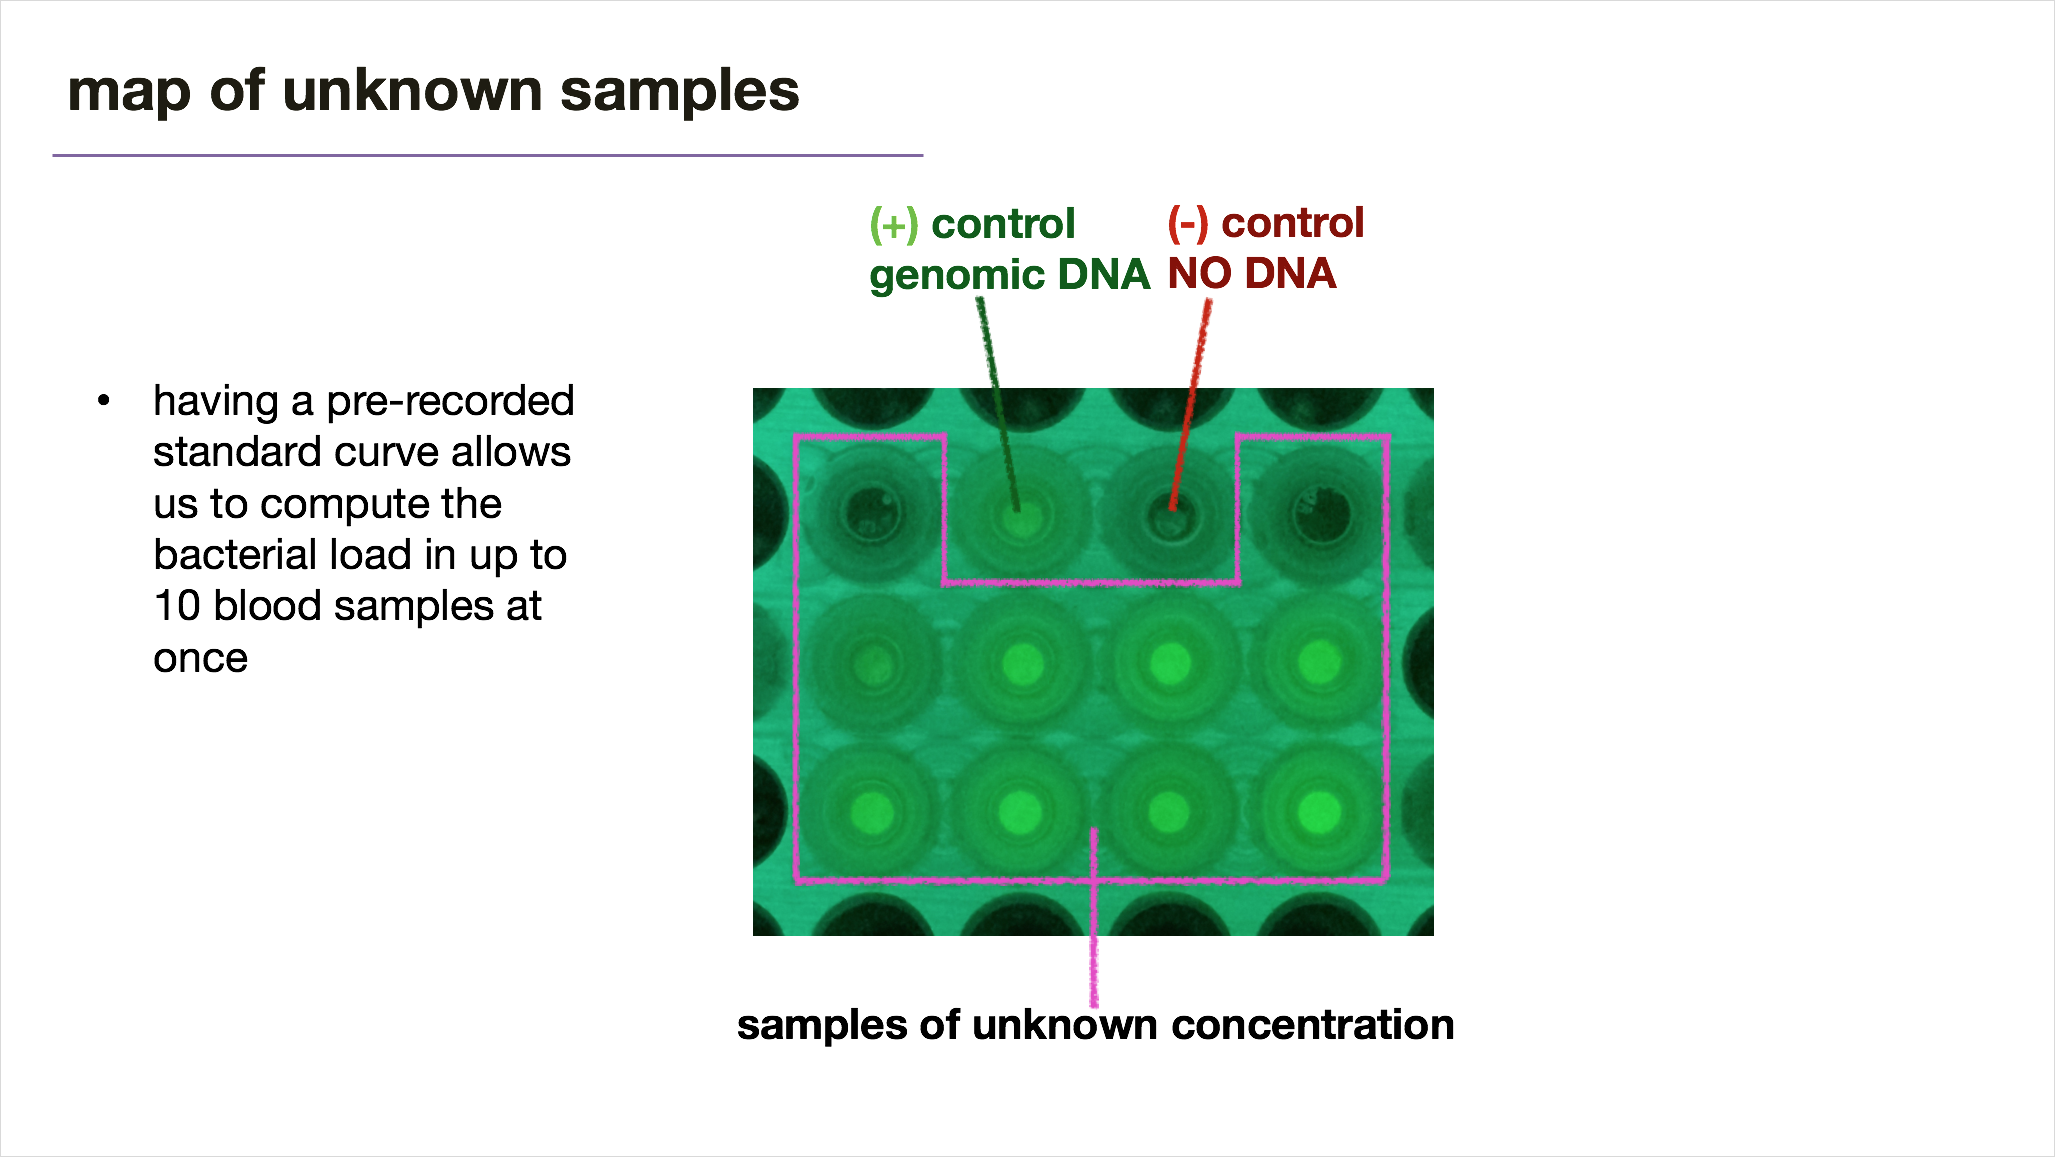 map of unknown samples
(+) control
genomic DNA
(-) control
NO DNA
• having a pre-recorded
standard curve allows
us to compute the
bacterial load in up to
10 blood samples at
once
samples of unknown concentration